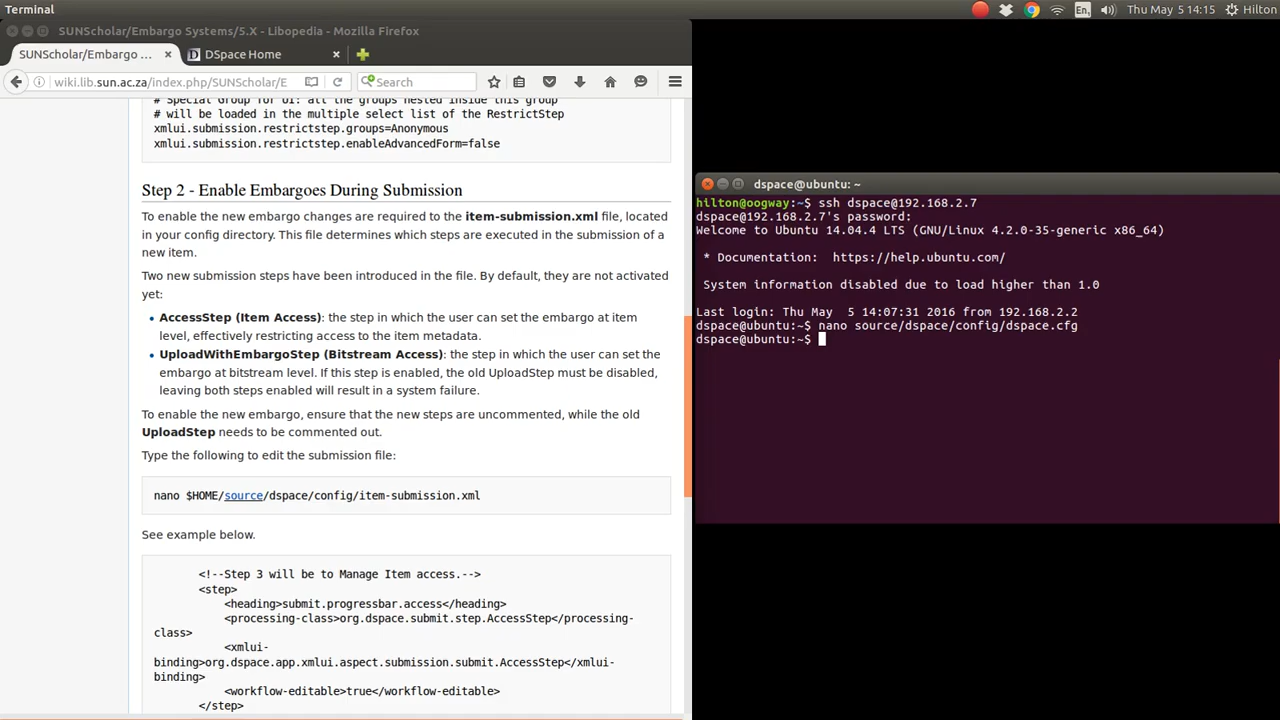 Terminal
En
Thu May 5 14:15
Hilton
SUNScholar/Embargo Systems/5.X - Libopedia - Mozilla Firefox
SUNScholar/Embargo ...
DSpace Home
wiki.lib.sun.ac.za/index.php/SUNScholar/E
Search
# Special Group for UI: all the groups nested inside this group
# will be loaded in the multiple select list of the RestrictStep
xmlui.submission.restrictstep.groups=Anonymous
xmlui.submission.restrictstep.enableAdvancedForm=false
Step 2 - Enable Embargoes During Submission
To enable the new embargo changes are required to the item-submission.xml file, located
in your config directory. This file determines which steps are executed in the submission of a
new item.
Two new submission steps have been introduced in the file. By default, they are not activated
yet:
• AccessStep (Item Access): the step in which the user can set the embargo at item
level, effectively restricting access to the item metadata.
• UploadWithEmbargoStep (Bitstream Access): the step in which the user can set the
embargo at bitstream level. If this step is enabled, the old UploadStep must be disabled,
leaving both steps enabled will result in a system failure.
To enable the new embargo, ensure that the new steps are uncommented, while the old
UploadStep needs to be commented out.
Type the following to edit the submission file:
nano $HOME/source/dspace/config/item-submission.xml
See example below.
<!--Step 3 will be to Manage Item access.-->
<step>
<heading>submit.progressbar.access</heading>
<processing-class>org.dspace.submit.step.AccessStep</processing-
class>
<xmlui-
binding>org.dspace.app.xmlui.aspect.submission.submit.AccessStep</xmlui-
binding>
<workflow-editable>true</workflow-editable>
</step>
dspace@ubuntu: ~
hilton@oogway:~$ ssh dspace@192.168.2.7
dspace@192.168.2.7's password:
Welcome to Ubuntu 14.04.4 LTS (GNU/Linux 4.2.0-35-generic x86_64)
* Documentation:  https://help.ubuntu.com/
System information disabled due to load higher than 1.0
Last login: Thu May  5 14:07:31 2016 from 192.168.2.2
dspace@ubuntu:~$ nano source/dspace/config/dspace.cfg
dspace@ubuntu:~$